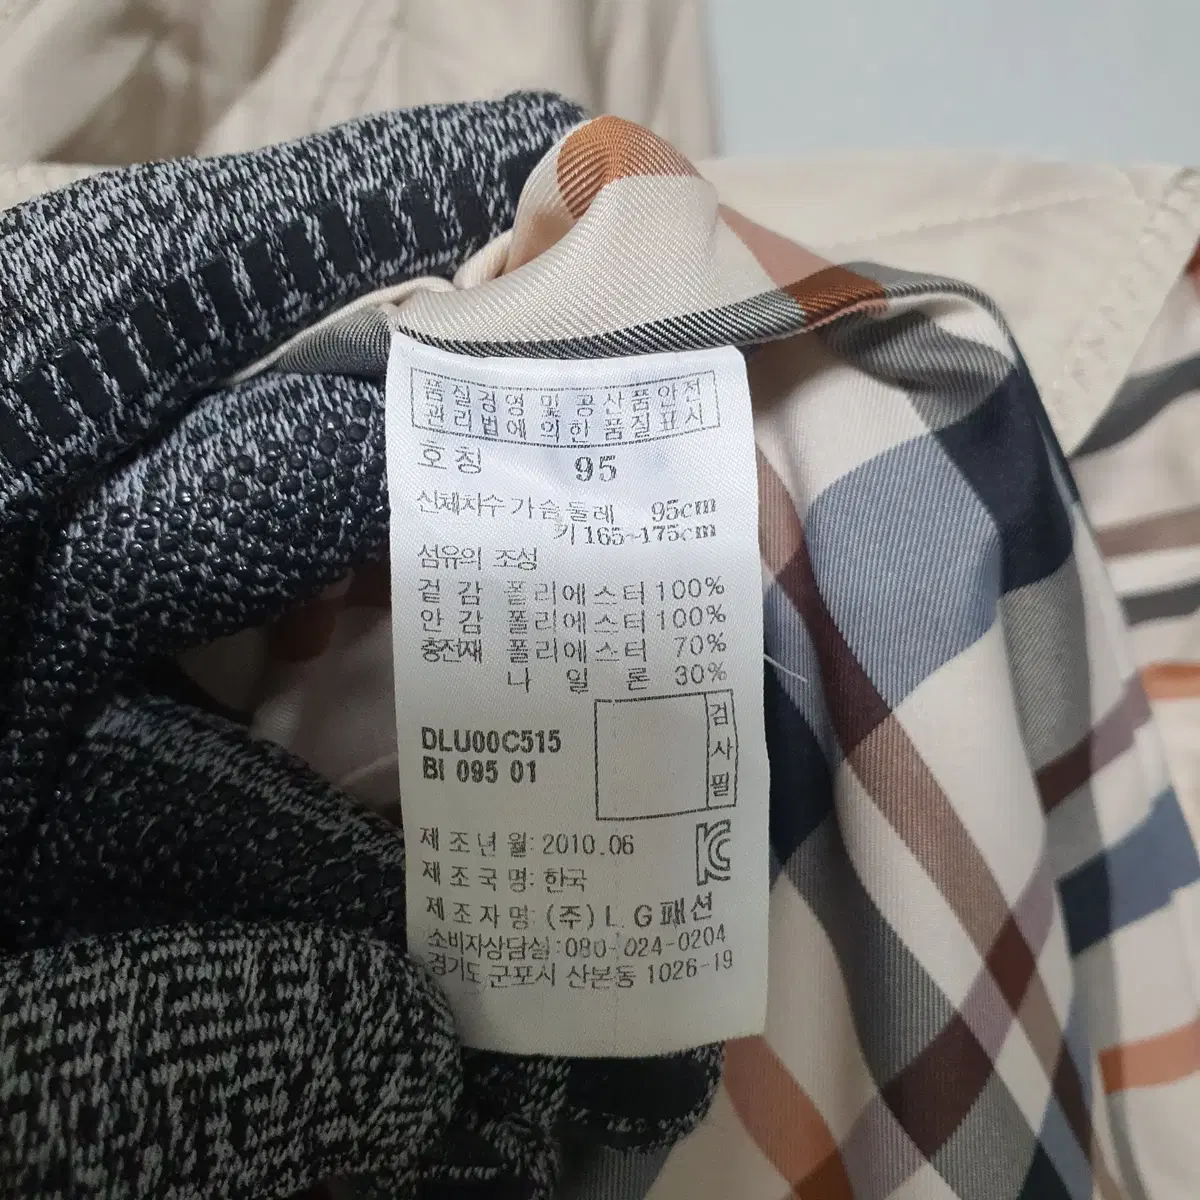 품질경영 및 공산품안전
관리법에 의한 품질표시
호칭 95
신체치수 가슴둘레 95cm
키 165~175cm
섬유의 조성
겉 감 폴리에스터 100%
안 감 폴리에스터 100%
충전재 폴리에스터 70%
나 일 론 30%
DLU00C515
BI 095 01
검사필
제 조 년 월: 2010.06
제 조 국 명: 한국
제 조 자 명: (주) L G 패션
소비자상담실: 080-024-0204
경기도 군포시 산본동 1026-19